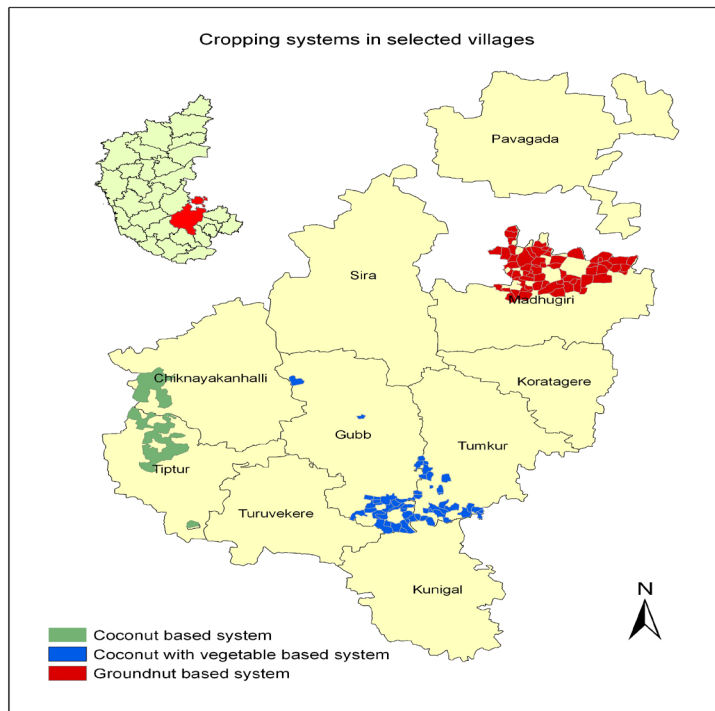 Cropping systems in selected villages
Pavagada
Sira
Madhugiri
Chiknayakanhalli
Koratagere
Gubb
Tumkur
Tiptur
Turuvekere
Kunigal
N
Coconut based system
Coconut with vegetable based system
Groundnut based system